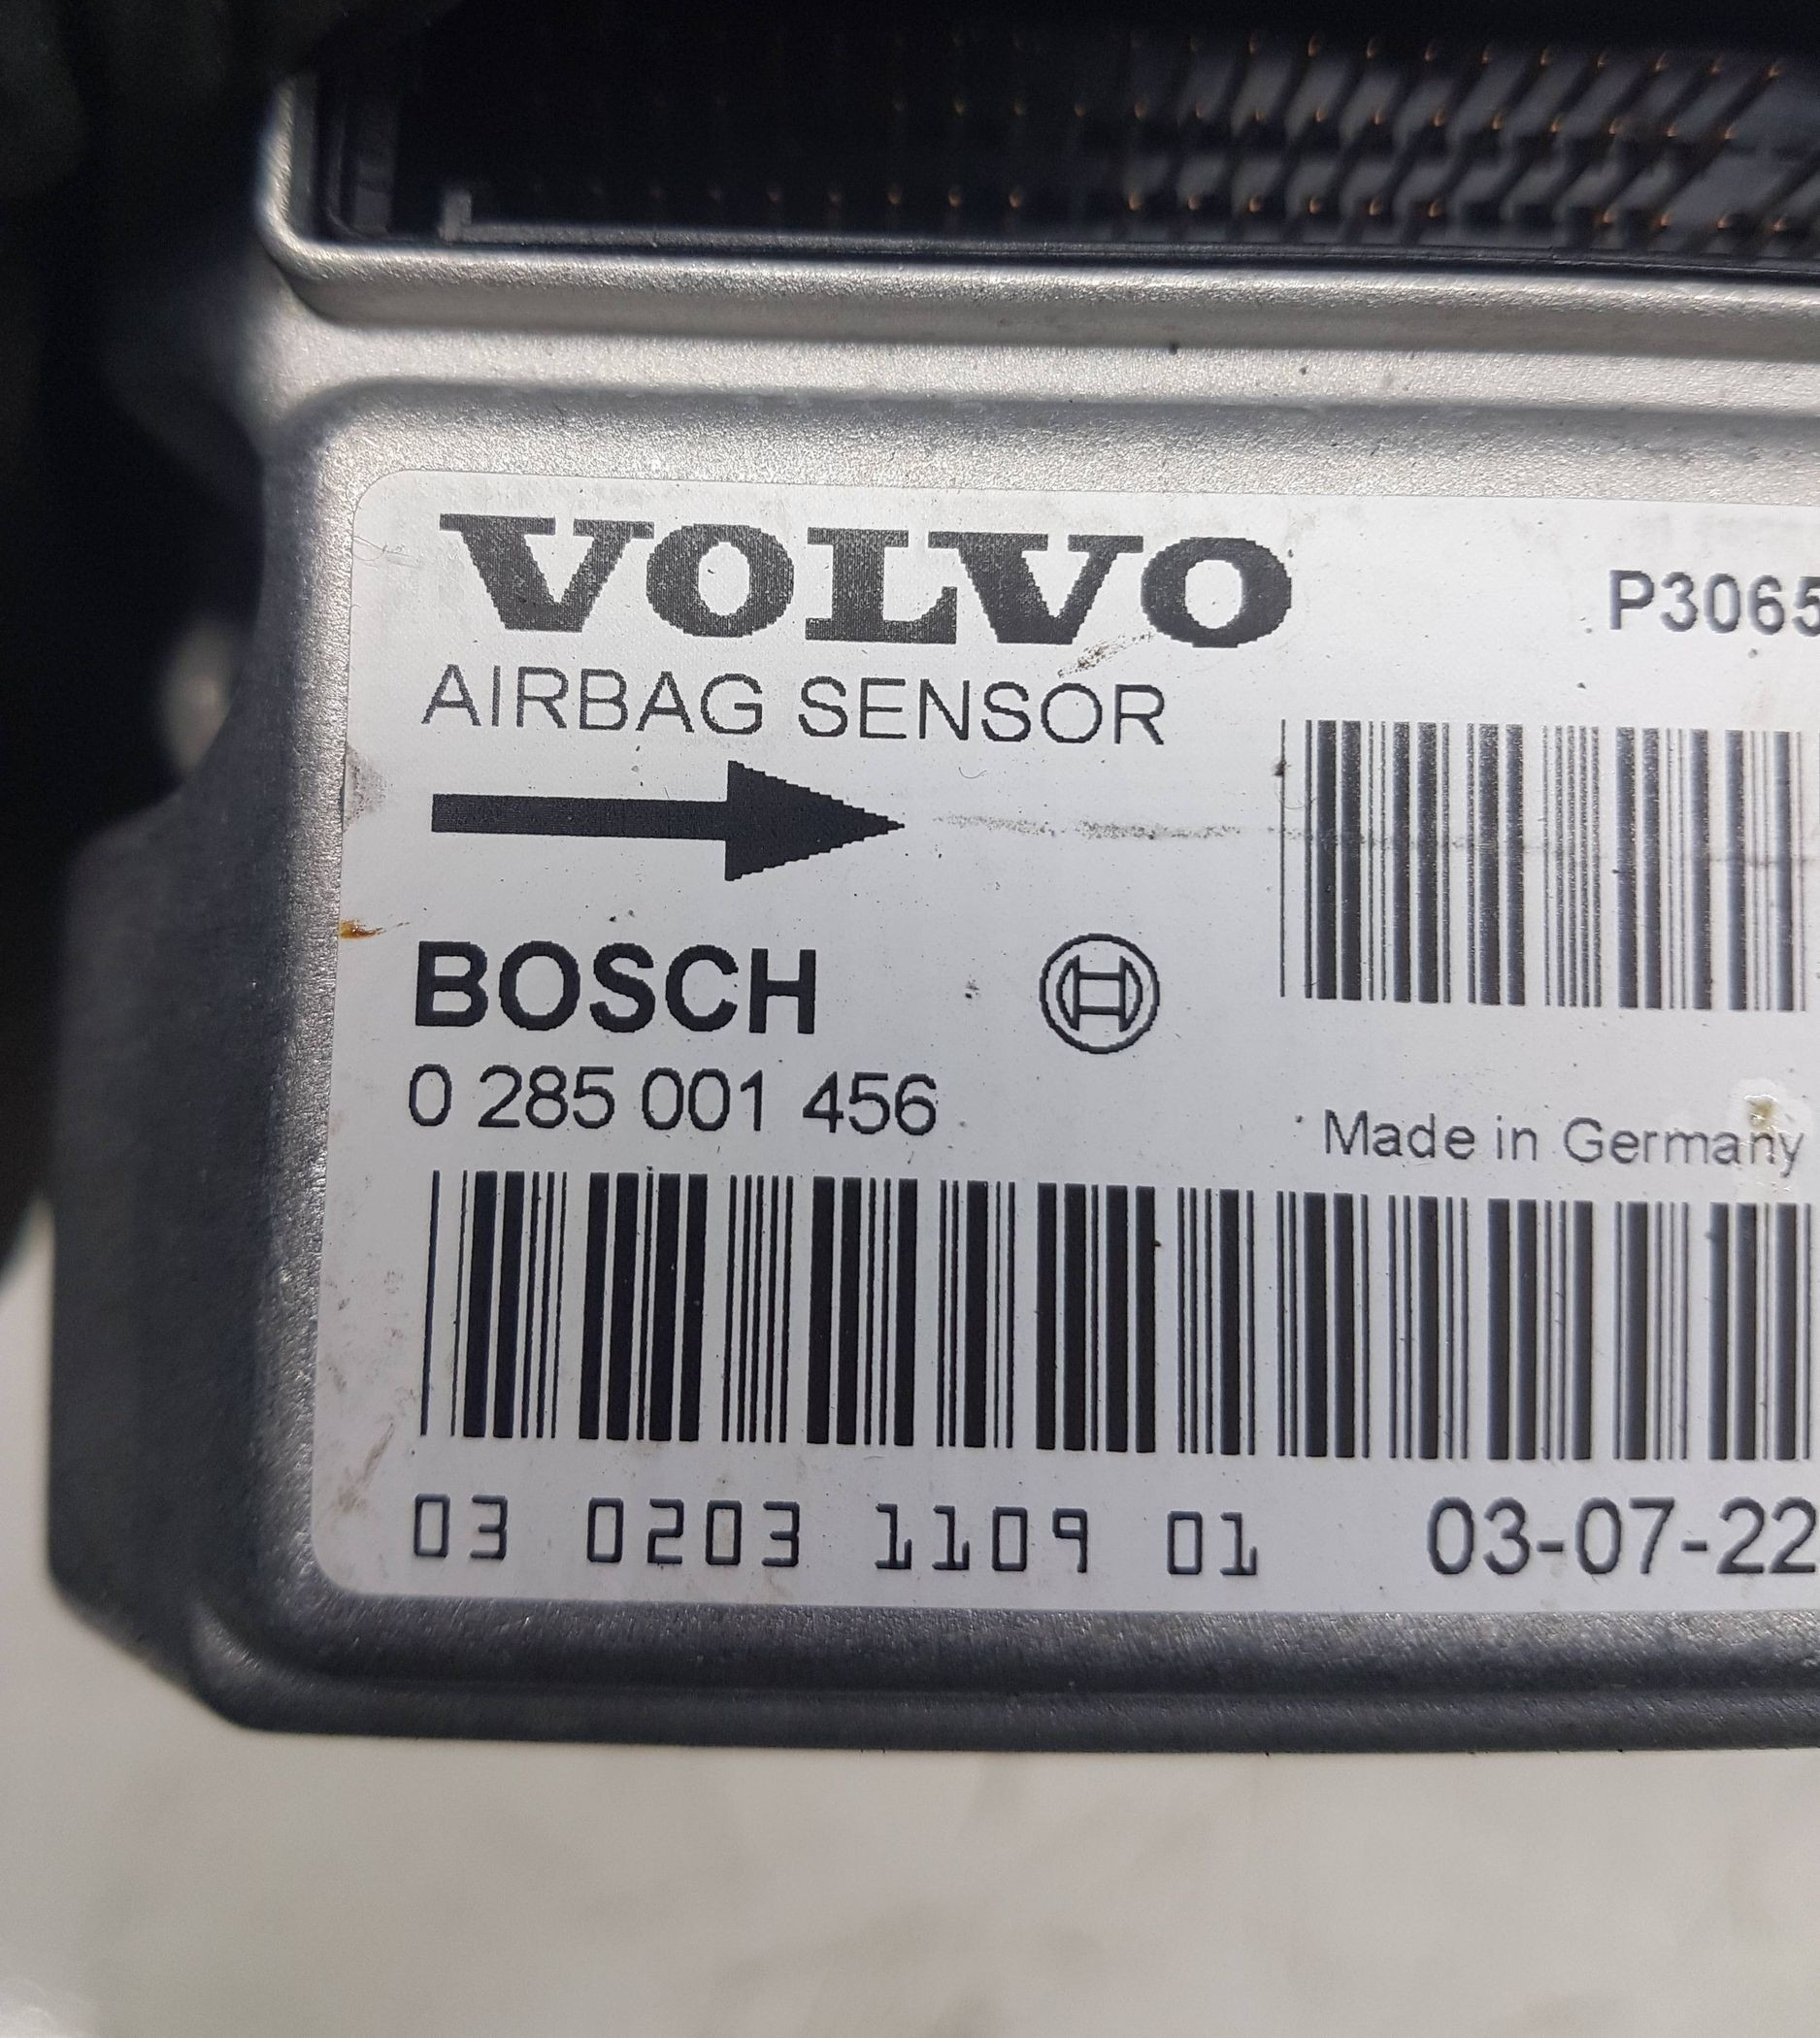 VOLVO
P3065
AIRBAG SENSOR
BOSCH
0 285 001 456
Made in Germany
03 0203 1109 01 03-07-22